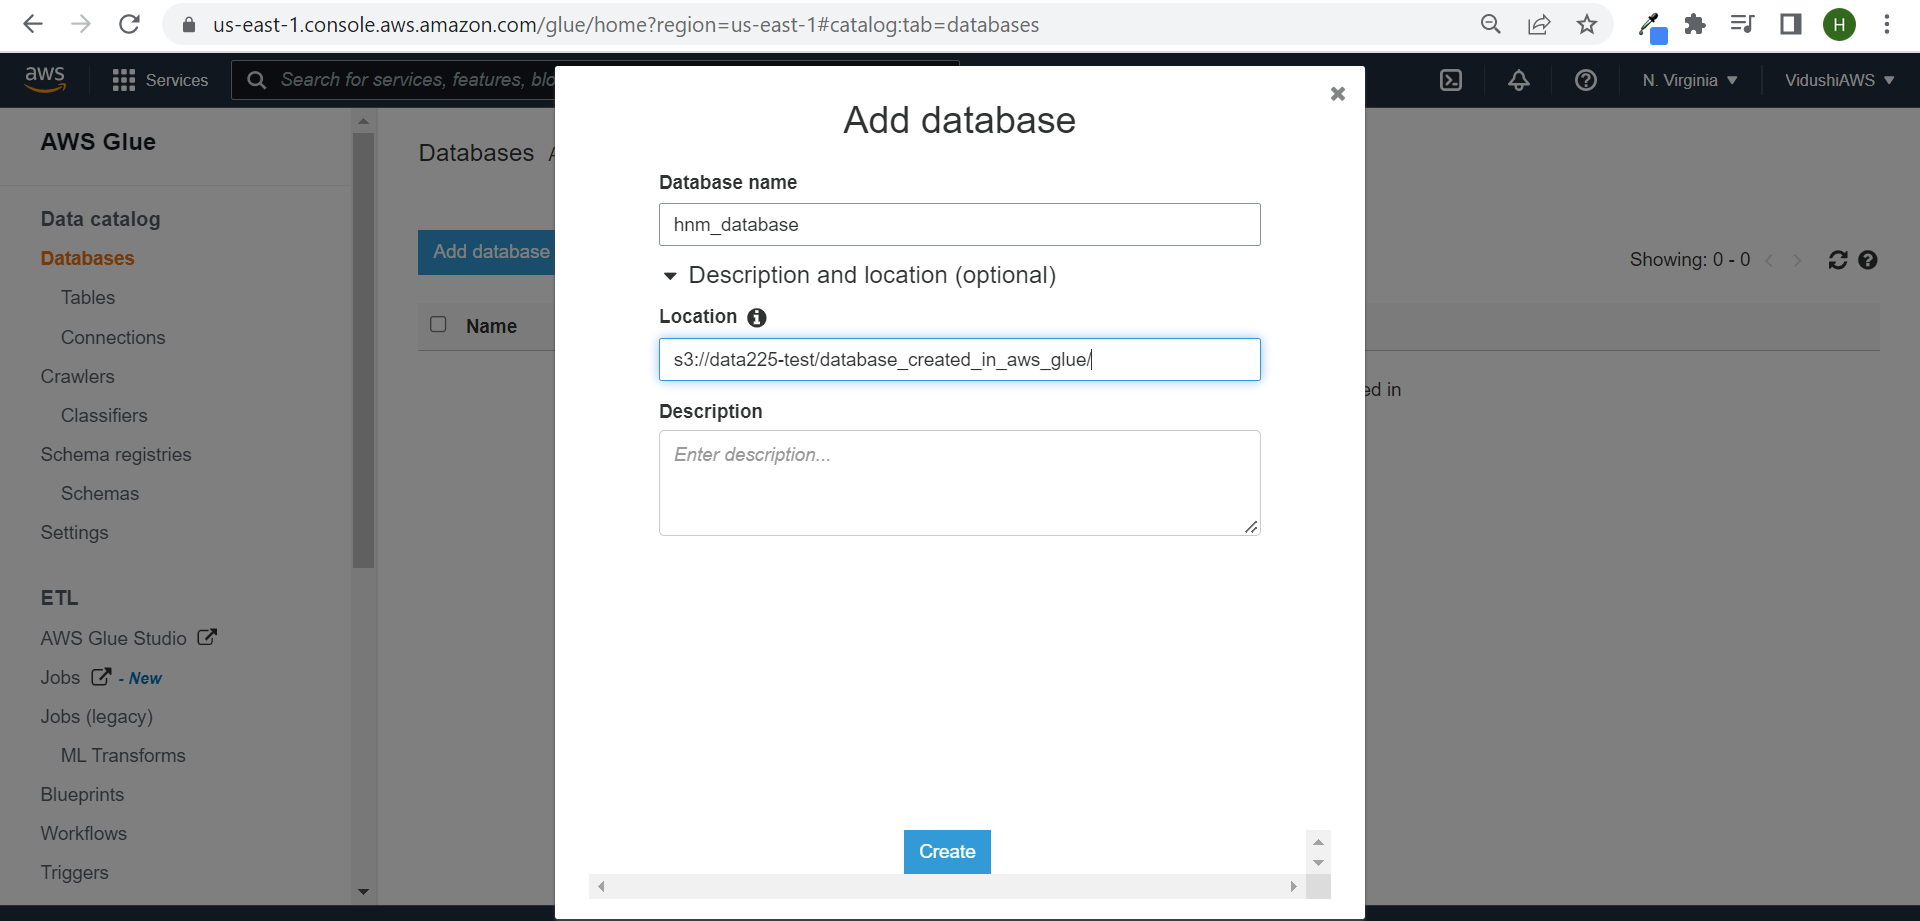 us-east-1.console.aws.amazon.com/glue/home?region=us-east-1#catalog:tab=databases
H
aws
Services
Search for services, features, blo
N. Virginia
VidushiAWS
AWS Glue
Data catalog
Databases
Tables
Connections
Crawlers
Classifiers
Schema registries
Schemas
Settings
ETL
AWS Glue Studio
Jobs - New
Jobs (legacy)
ML Transforms
Blueprints
Workflows
Triggers
Databases
Add database
Name
Showing: 0 - 0
ed in
Add database
Database name
hnm_database
Description and location (optional)
Location
s3://data225-test/database_created_in_aws_glue/
Description
Enter description...
Create